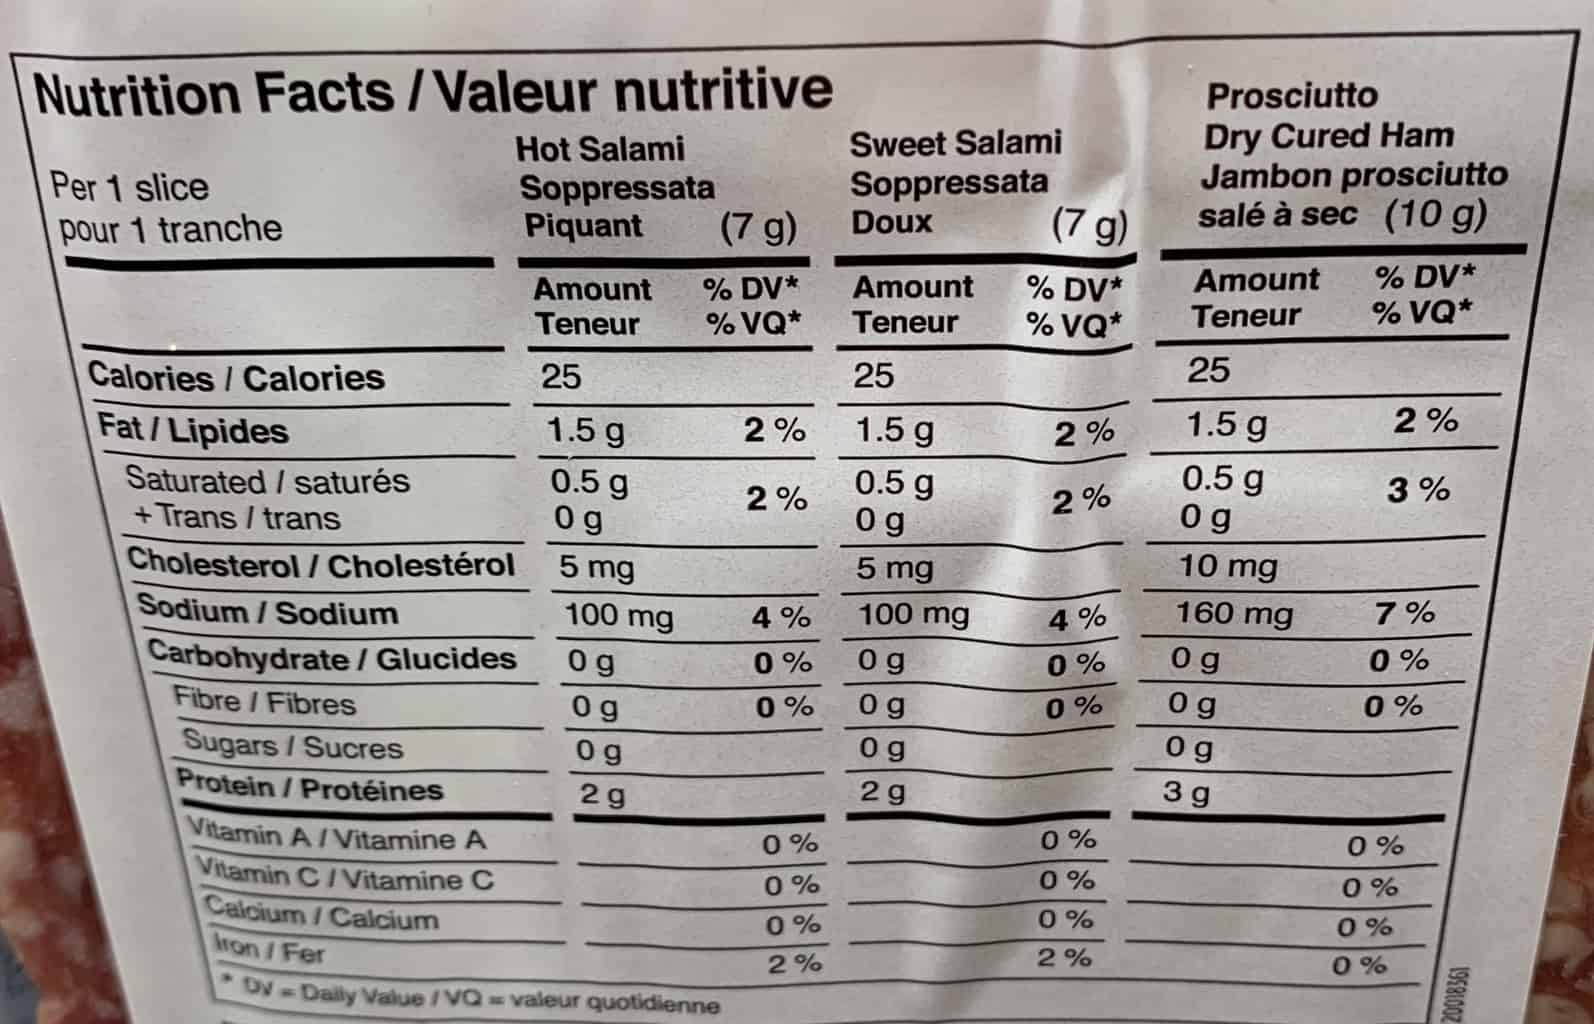 Nutrition Facts / Valeur nutritive
Per 1 slice
pour 1 tranche
Hot Salami
Soppressata
Piquant (7 g)
Sweet Salami
Soppressata
Doux (7 g)
Prosciutto
Dry Cured Ham
Jambon prosciutto
salé à sec (10 g)
Amount % DV* Amount % DV* Amount % DV*
Teneur % VQ* Teneur % VQ* Teneur % VQ*
Calories / Calories 25 25 25
Fat / Lipides 1.5 g 2 % 1.5 g 2 % 1.5 g 2 %
Saturated / saturés 0.5 g 2 % 0.5 g 2 % 0.5 g 3 %
+ Trans / trans 0 g 0 g 0 g
Cholesterol / Cholestérol 5 mg 5 mg 10 mg
Sodium / Sodium 100 mg 4 % 100 mg 4 % 160 mg 7 %
Carbohydrate / Glucides 0 g 0 % 0 g 0 % 0 g 0 %
Fibre / Fibres 0 g 0 % 0 g 0 % 0 g 0 %
Sugars / Sucres 0 g 0 g 0 g
Protein / Protéines 2 g 2 g 3 g
Vitamin A / Vitamine A 0 % 0 % 0 %
Vitamin C / Vitamine C 0 % 0 % 0 %
Calcium / Calcium 0 % 0 % 0 %
Iron / Fer 2 % 2 % 0 %
* DV = Daily Value / VQ = valeur quotidienne
20018361